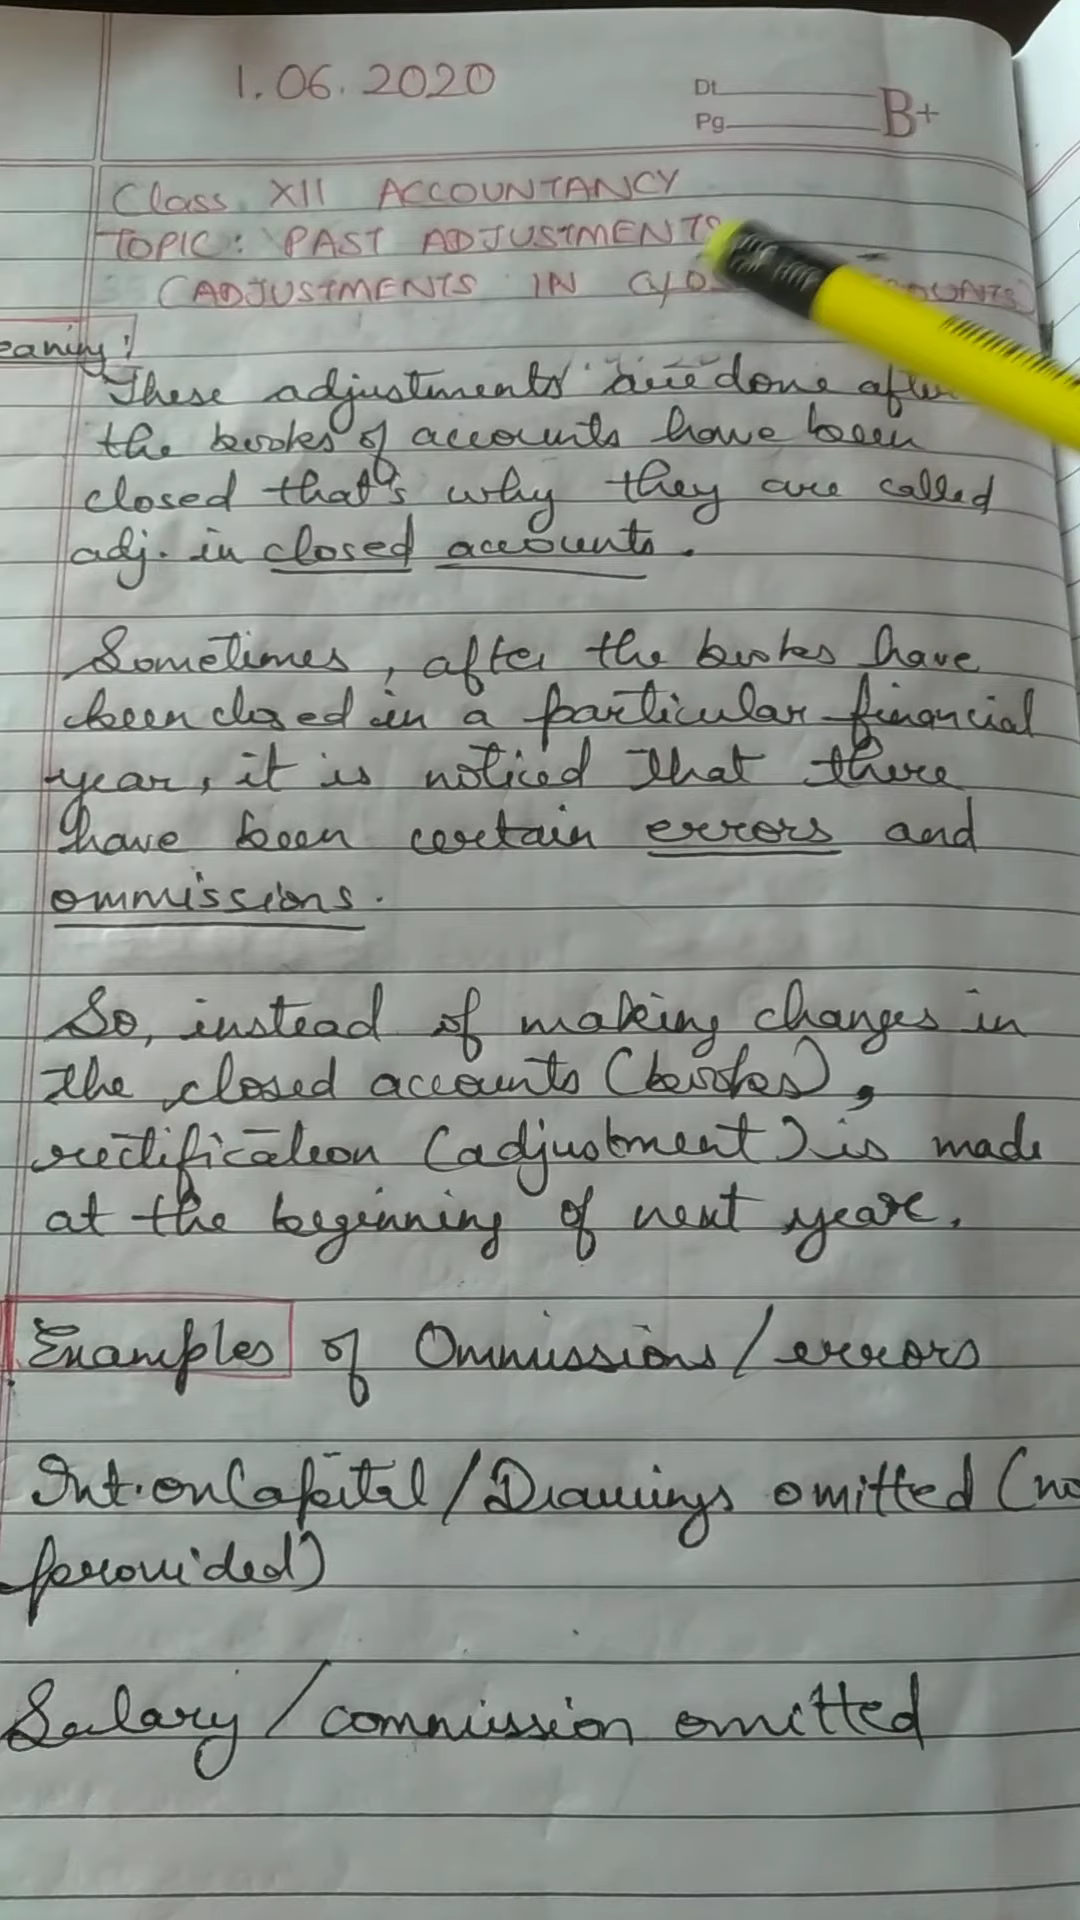 1.06.2020
Dt.
Pg.
B+
Class XII ACCOUNTANCY
TOPIC: PAST ADJUSTMENTS
(ADJUSTMENTS IN
eaning:
These adjustments are done after
the books of accounts have been
closed that's why they are called
adj. in closed accounts.
Sometimes, after the books have
been closed in a particular financial
year, it is noticed that there
have been certain errors and
ommissions.
So, instead of making changes in
the closed accounts (books),
rectification (adjustment) is made
at the beginning of next year.
Examples of Ommissions/errors
Int. on Capital/Drawings omitted (no
provided)
Salary/commission omitted